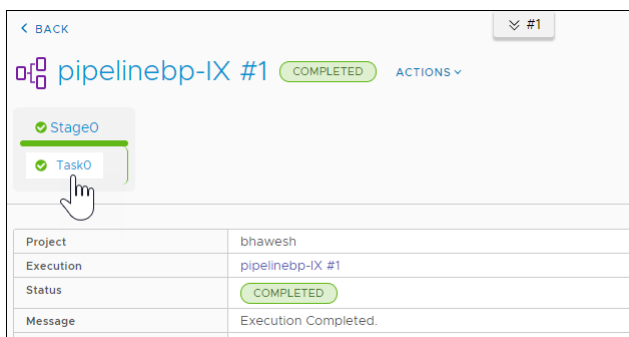 BACK
#1
pipelinebp-IX #1 COMPLETED ACTIONS
Stage0
Task0
Project bhawesh
Execution pipelinebp-IX #1
Status COMPLETED
Message Execution Completed.